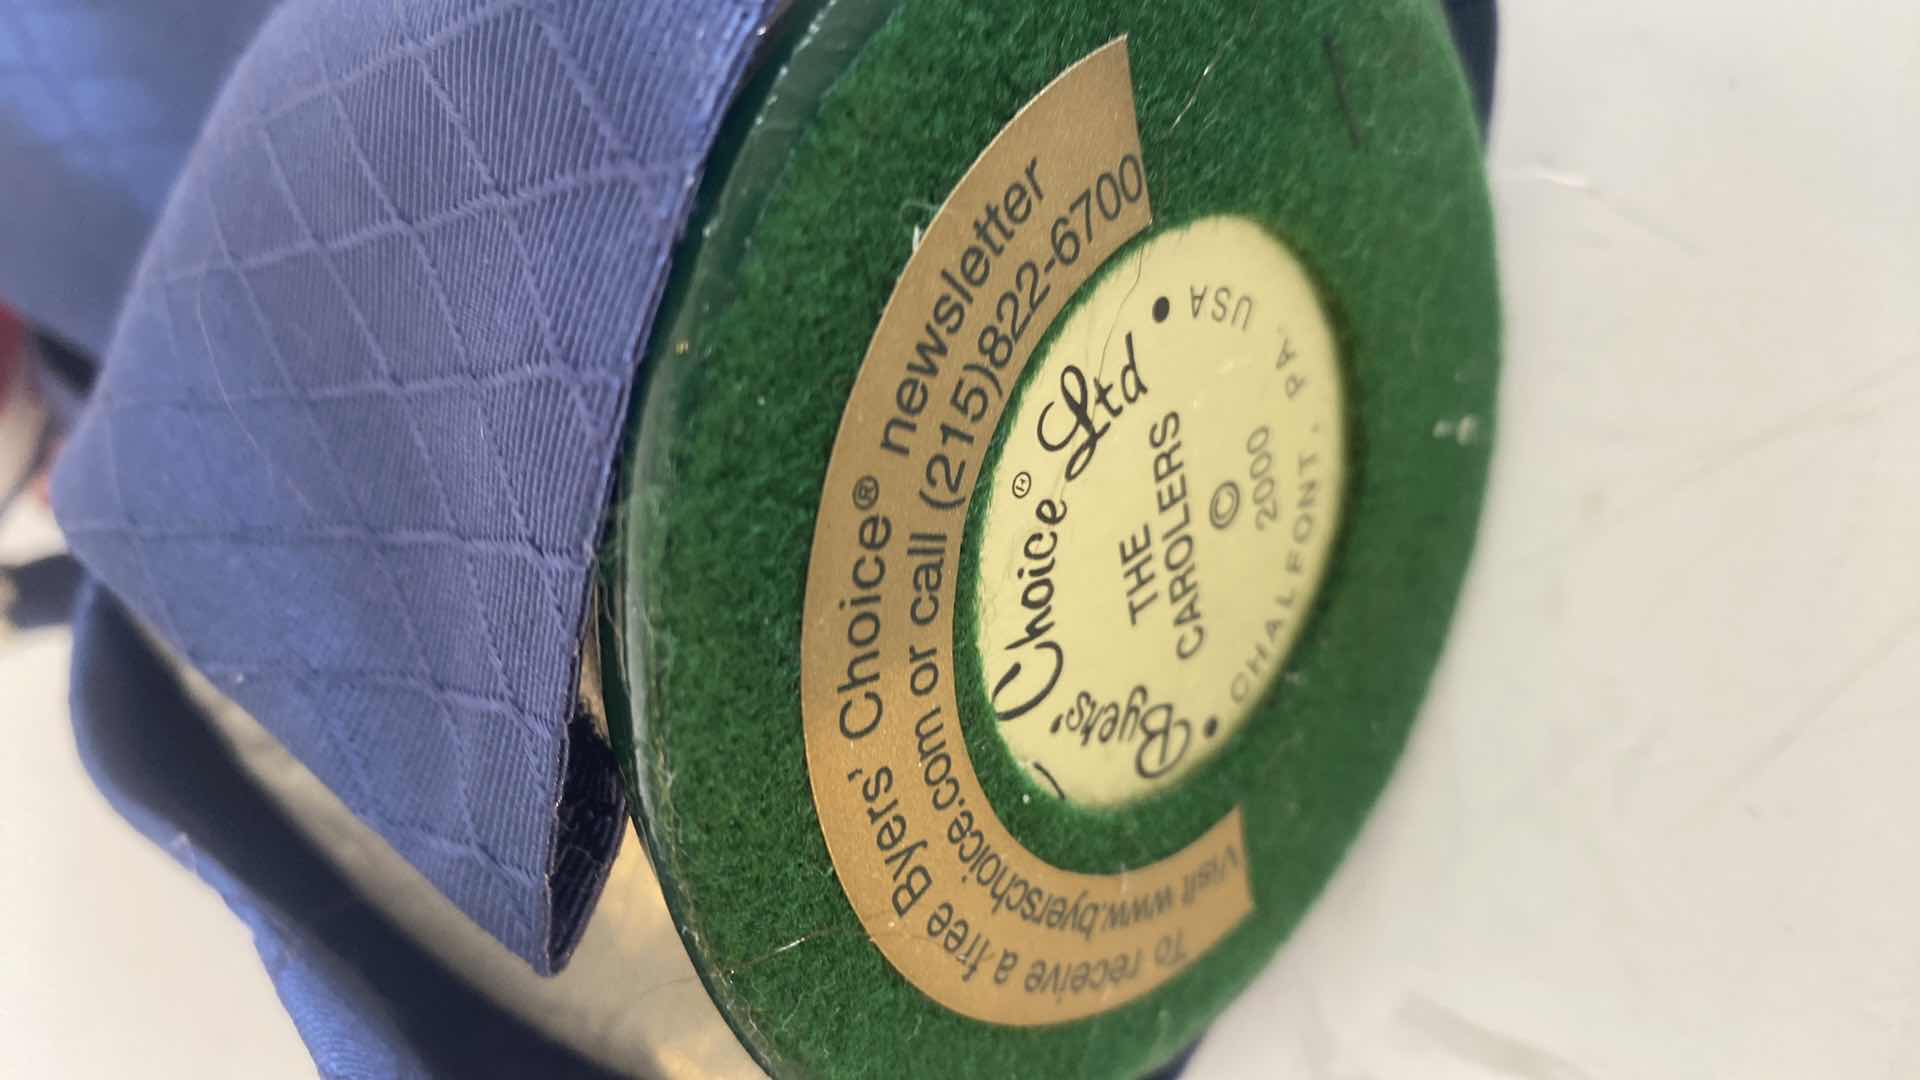 To receive a free Byers' Choice® newsletter
Visit www.byerschoice.com or call (215)822-6700
Byers' Choice® Ltd
THE
CAROLERS
©
2000
• CHALFONT, PA. USA •